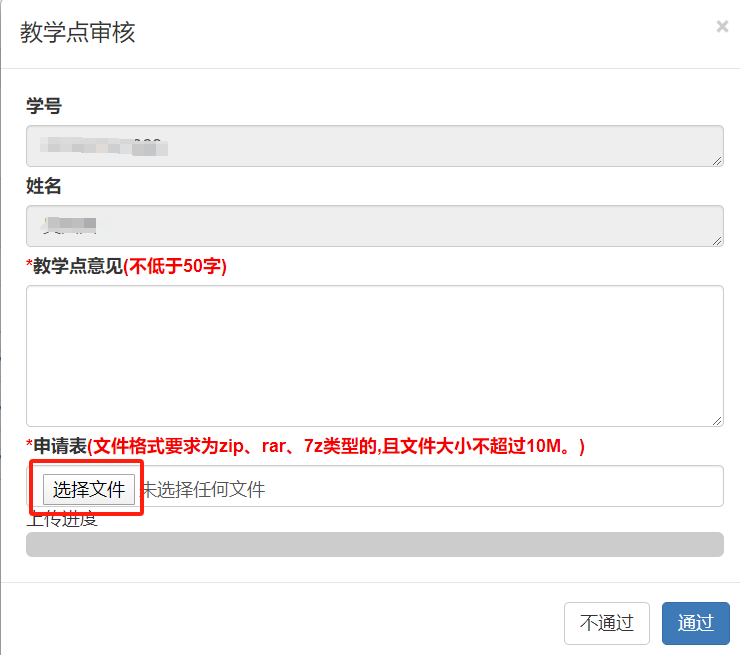 教学点审核
×
学号
姓名
*教学点意见(不低于50字)
*申请表(文件格式要求为zip、rar、7z类型的,且文件大小不超过10M。)
选择文件 未选择任何文件
上传进度
不通过 通过